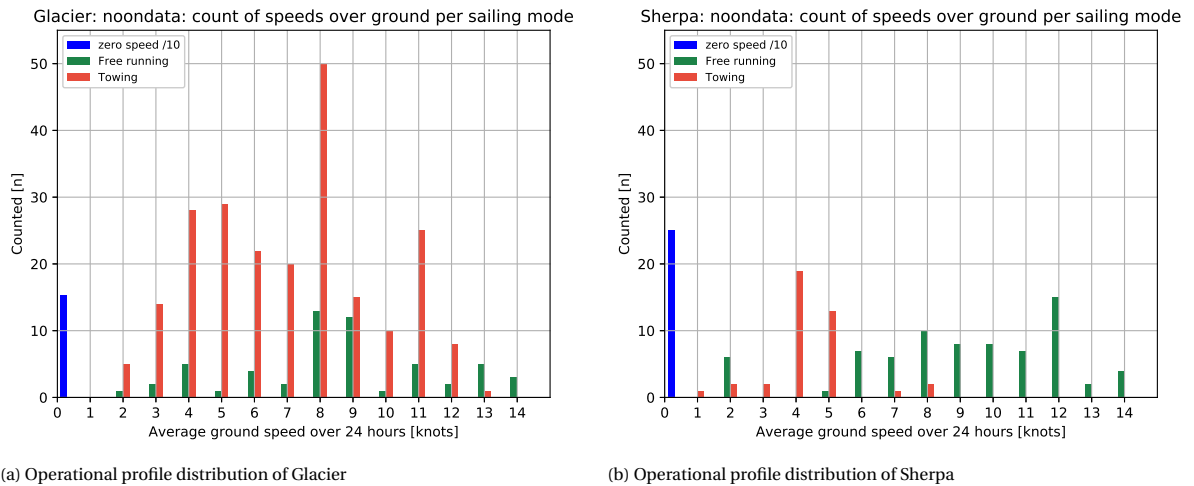 Glacier: noondata: count of speeds over ground per sailing mode
zero speed /10
Free running
Towing
50
40
30
20
10
0
Counted [n]
0 1 2 3 4 5 6 7 8 9 10 11 12 13 14
Average ground speed over 24 hours [knots]
(a) Operational profile distribution of Glacier
Sherpa: noondata: count of speeds over ground per sailing mode
zero speed /10
Free running
Towing
50
40
30
20
10
0
Counted [n]
0 1 2 3 4 5 6 7 8 9 10 11 12 13 14
Average ground speed over 24 hours [knots]
(b) Operational profile distribution of Sherpa